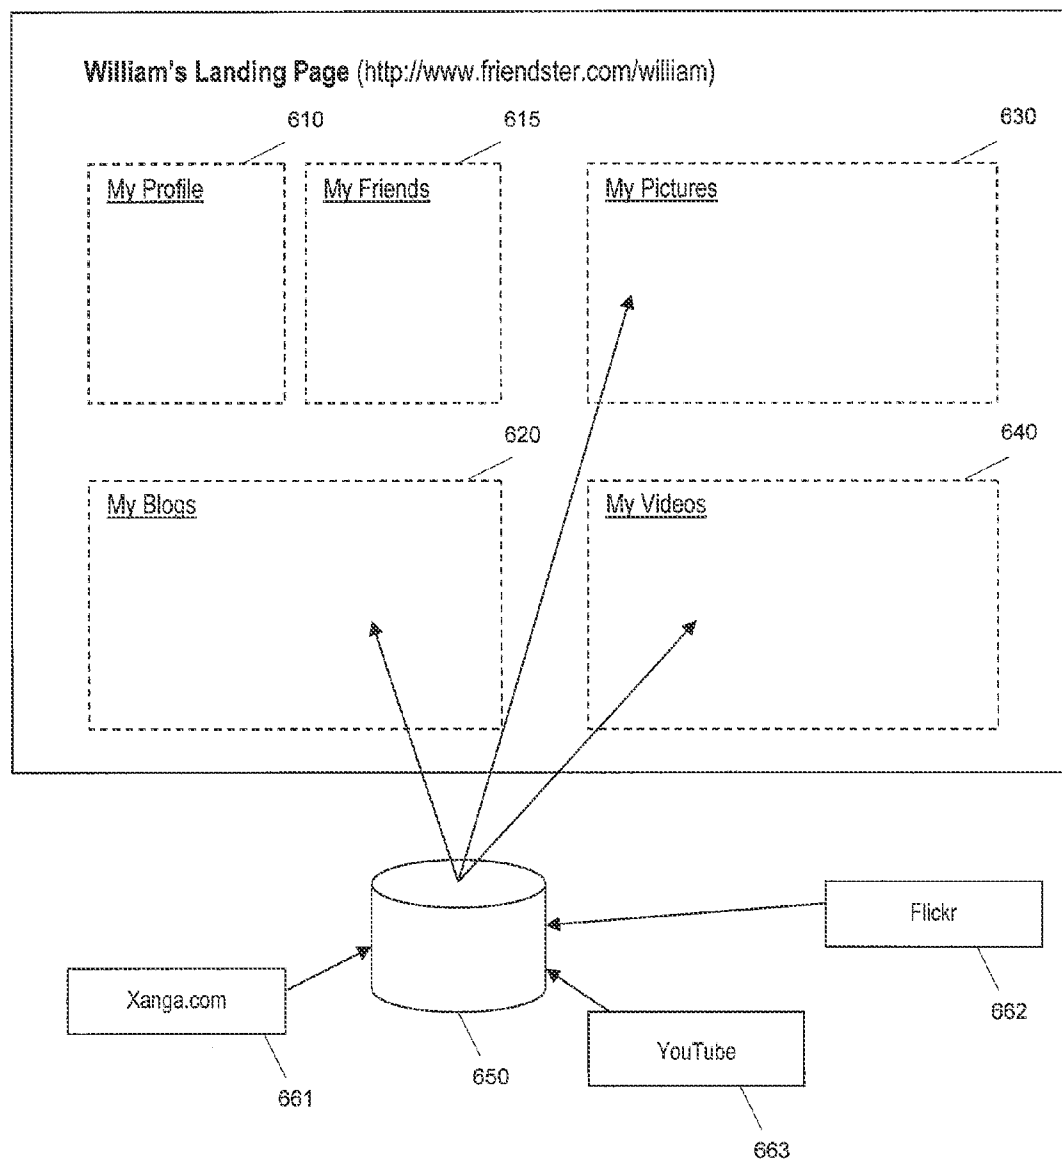 William's Landing Page (http://www.friendster.com/william)
610
615
630
My Profile
My Friends
My Pictures
620
640
My Blogs
My Videos
Flickr
Xanga.com
662
YouTube
650
661
663